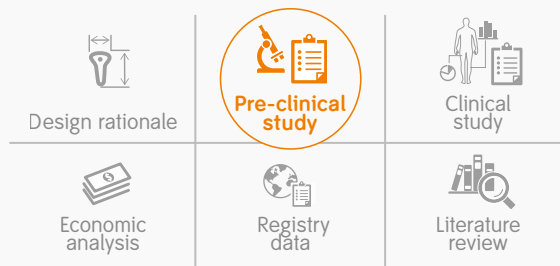 Design rationale
Pre-clinical
study
Clinical
study
Economic
analysis
Registry
data
Literature
review